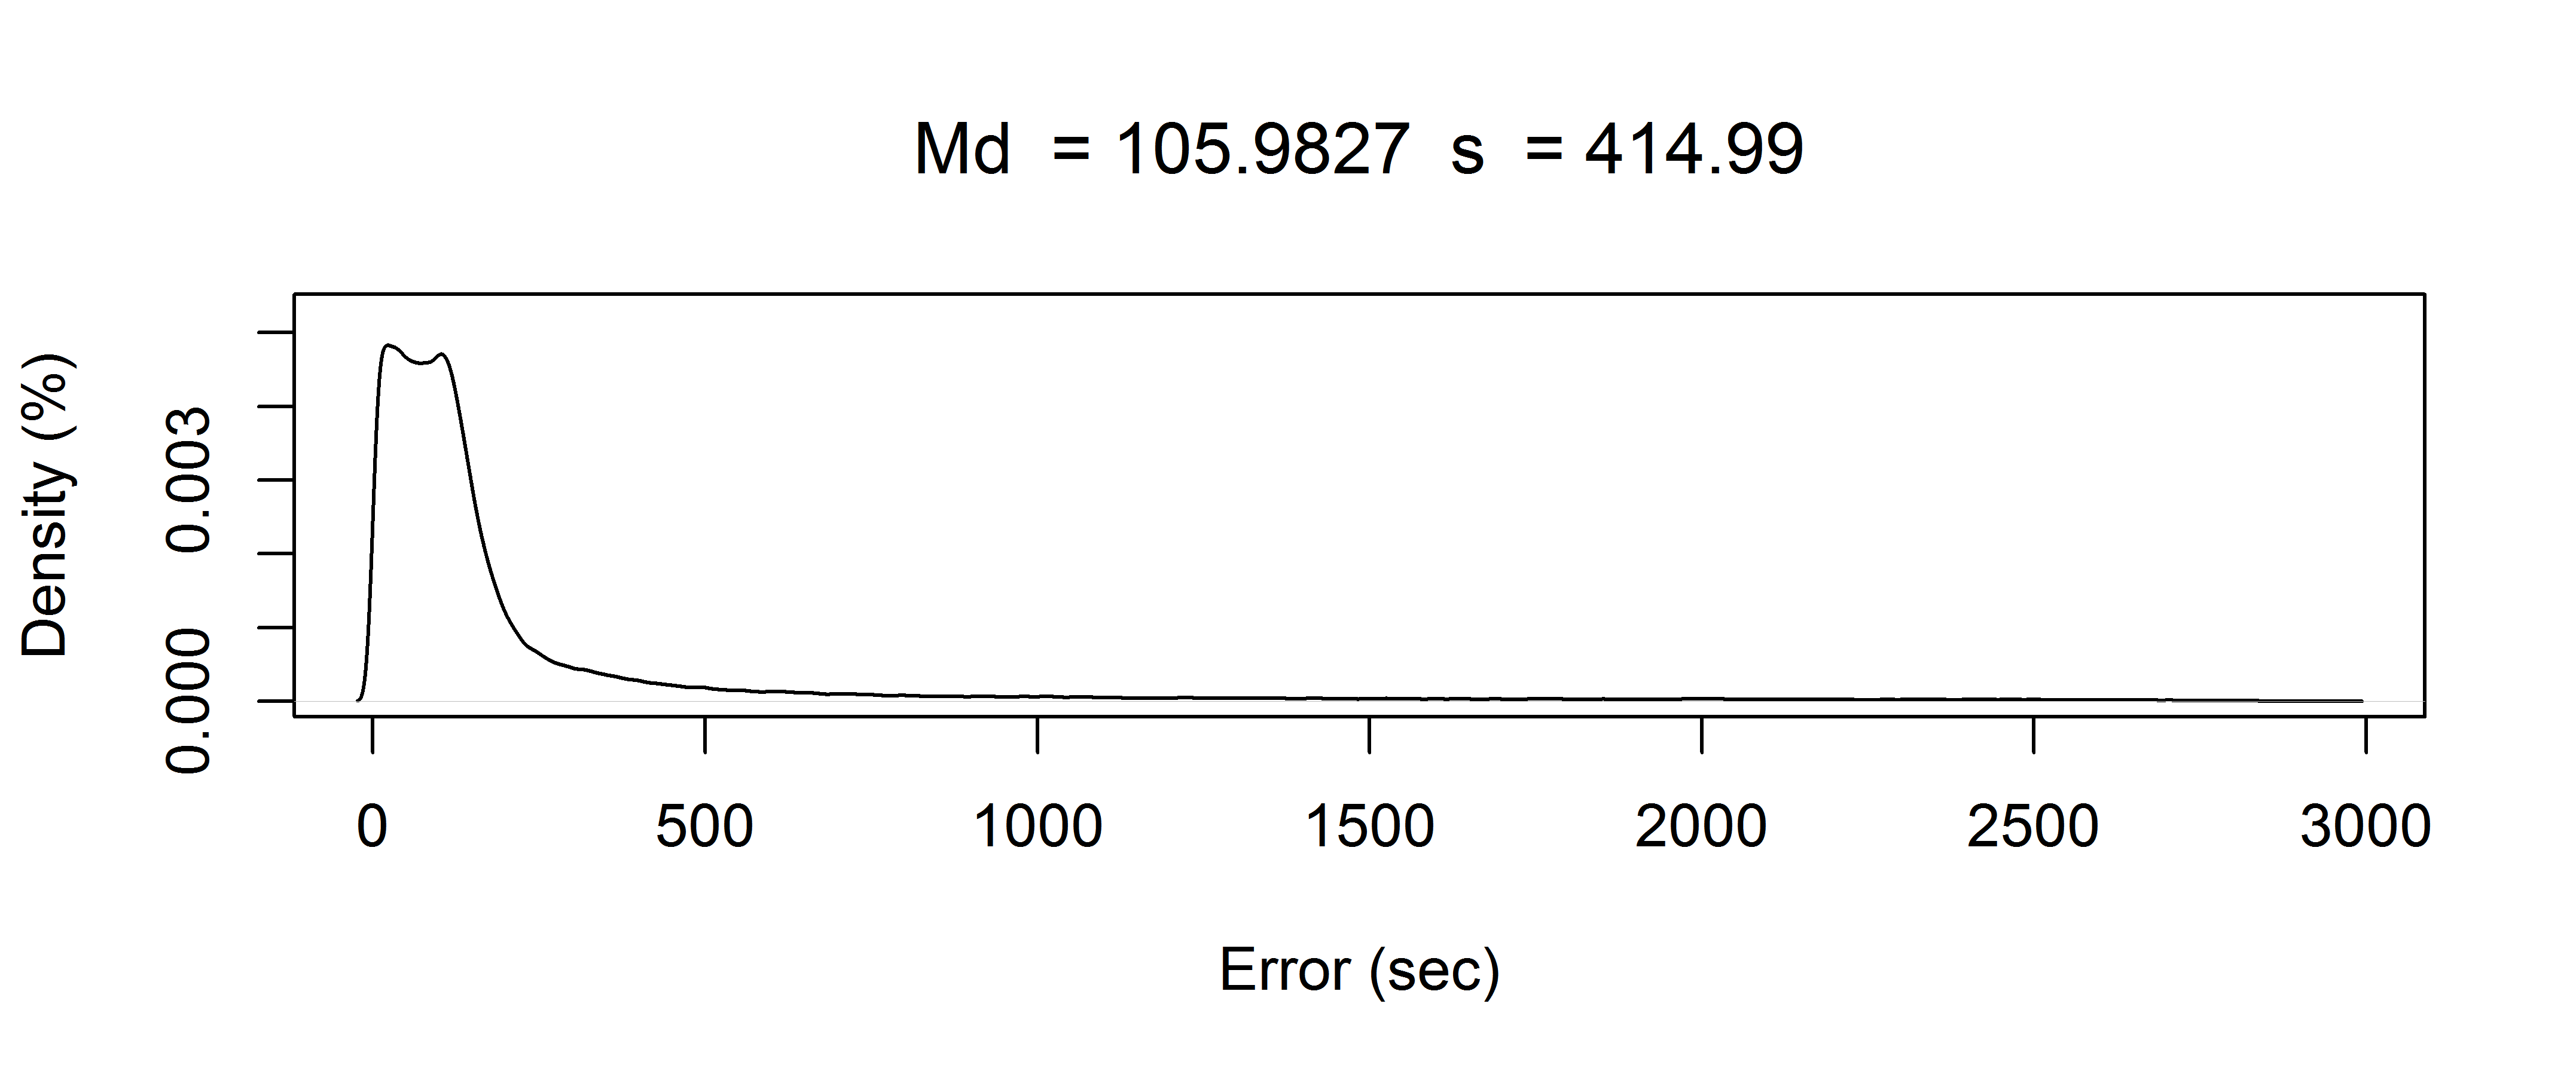 Md = 105.9827 s = 414.99
Density (%)
0.003
0.000
0 500 1000 1500 2000 2500 3000
Error (sec)